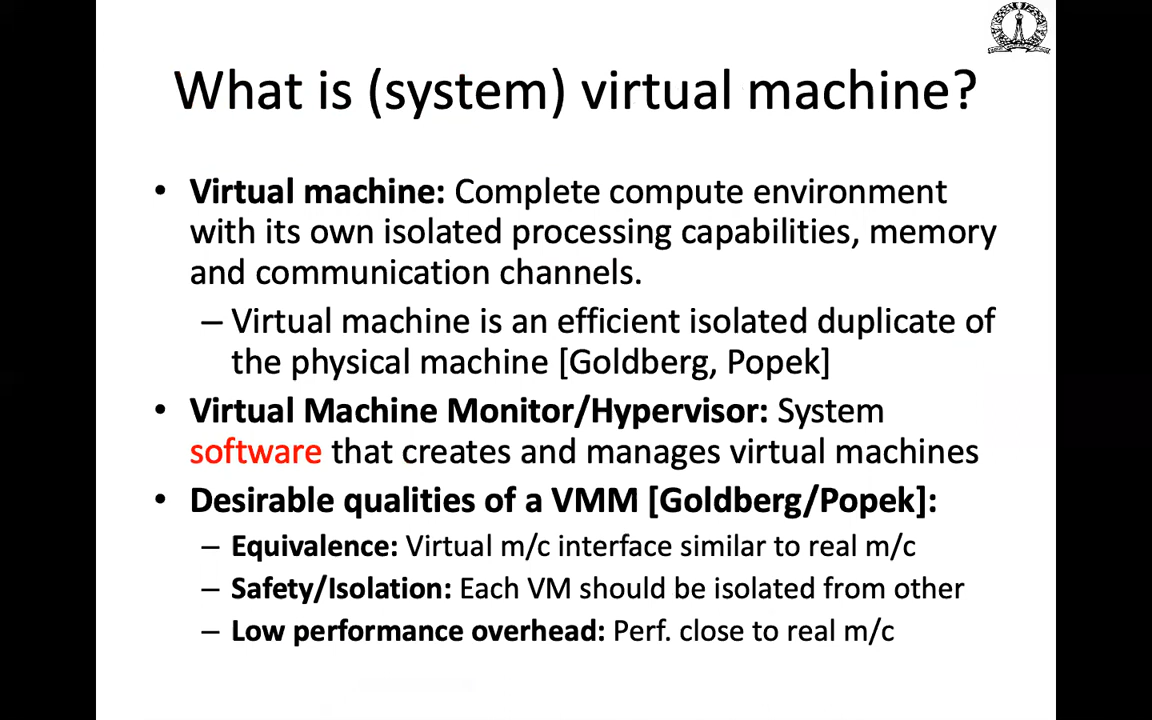 What is (system) virtual machine?
• Virtual machine: Complete compute environment
with its own isolated processing capabilities, memory
and communication channels.
– Virtual machine is an efficient isolated duplicate of
the physical machine [Goldberg, Popek]
• Virtual Machine Monitor/Hypervisor: System
software that creates and manages virtual machines
• Desirable qualities of a VMM [Goldberg/Popek]:
– Equivalence: Virtual m/c interface similar to real m/c
– Safety/Isolation: Each VM should be isolated from other
– Low performance overhead: Perf. close to real m/c